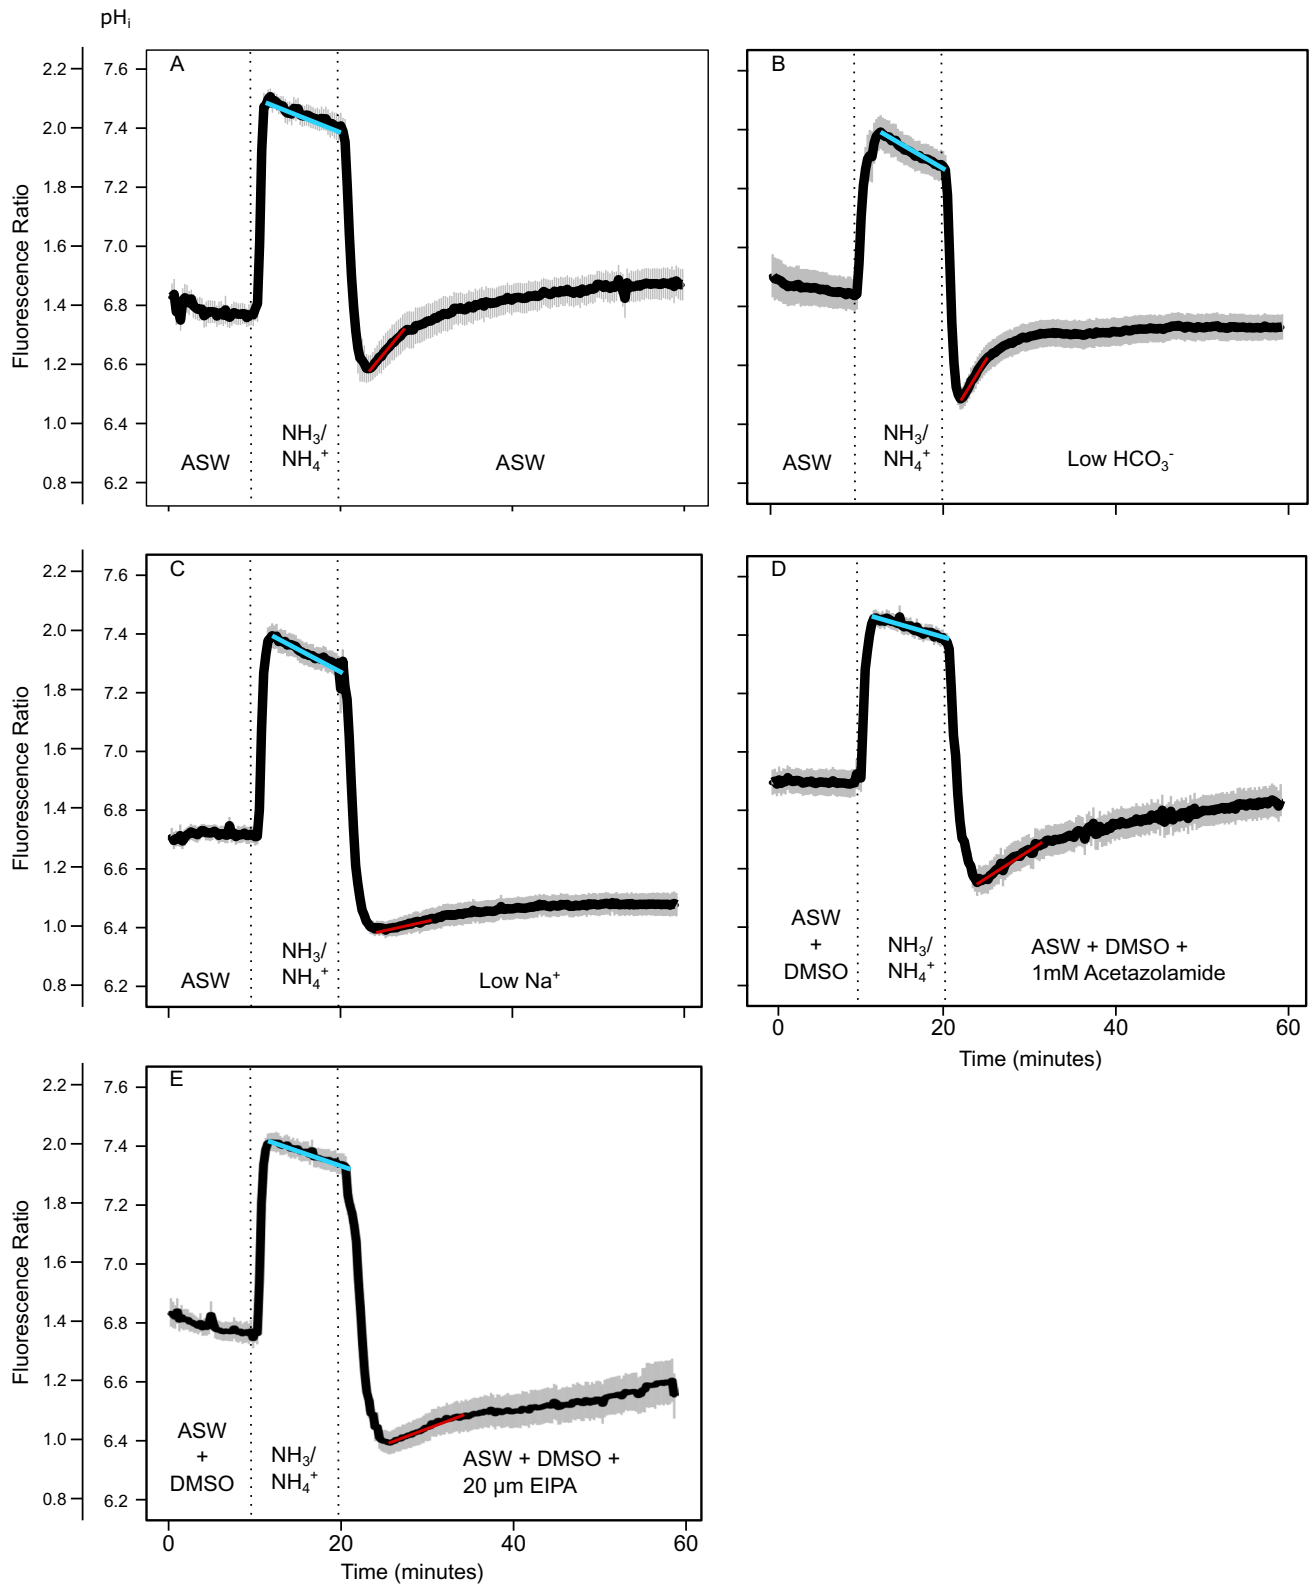 pHi
A
2.2
2.0
1.8
1.6
1.4
1.2
1.0
0.8
Fluorescence Ratio
7.6
7.4
7.2
7.0
6.8
6.6
6.4
6.2
ASW
NH3/
NH4+
ASW
B
ASW
NH3/
NH4+
Low HCO3-
C
2.2
2.0
1.8
1.6
1.4
1.2
1.0
0.8
Fluorescence Ratio
7.6
7.4
7.2
7.0
6.8
6.6
6.4
6.2
ASW
NH3/
NH4+
Low Na+
D
ASW
+
DMSO
NH3/
NH4+
ASW + DMSO +
1mM Acetazolamide
0 20 40 60
Time (minutes)
E
2.2
2.0
1.8
1.6
1.4
1.2
1.0
0.8
Fluorescence Ratio
7.6
7.4
7.2
7.0
6.8
6.6
6.4
6.2
ASW
+
DMSO
NH3/
NH4+
ASW + DMSO +
20 µm EIPA
0 20 40 60
Time (minutes)